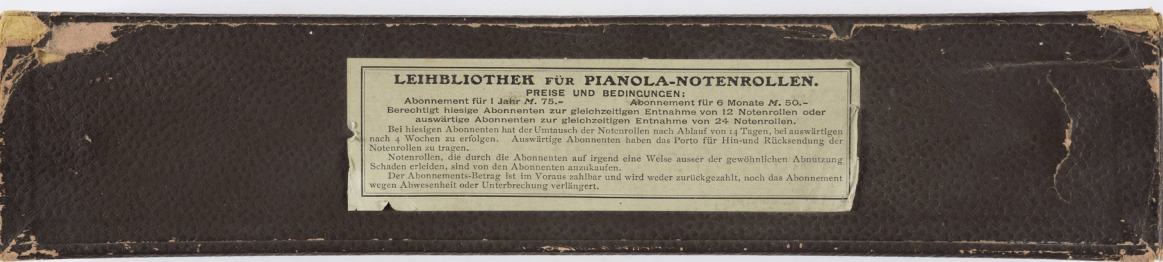 LEIHBLIOTHEK FÜR PIANOLA-NOTENROLLEN.
PREISE UND BEDINGUNGEN:
Abonnement für 1 Jahr M. 75.- Abonnement für 6 Monate M. 50.-
Berechtigt hiesige Abonnenten zur gleichzeitigen Entnahme von 12 Notenrollen oder
auswärtige Abonnenten zur gleichzeitigen Entnahme von 24 Notenrollen.
Bei hiesigen Abonnenten hat der Umtausch der Notenrollen nach Ablauf von 14 Tagen, bei auswärtigen
nach 4 Wochen zu erfolgen. Auswärtige Abonnenten haben das Porto für Hin-und Rücksendung der
Notenrollen zu tragen.
Notenrollen, die durch die Abonnenten auf irgend eine Weise ausser der gewöhnlichen Abnützung
Schaden erleiden, sind von den Abonnenten anzukaufen.
Der Abonnements-Betrag ist im Voraus zahlbar und wird weder zurückgezahlt, noch das Abonnement
wegen Abwesenheit oder Unterbrechung verlängert.